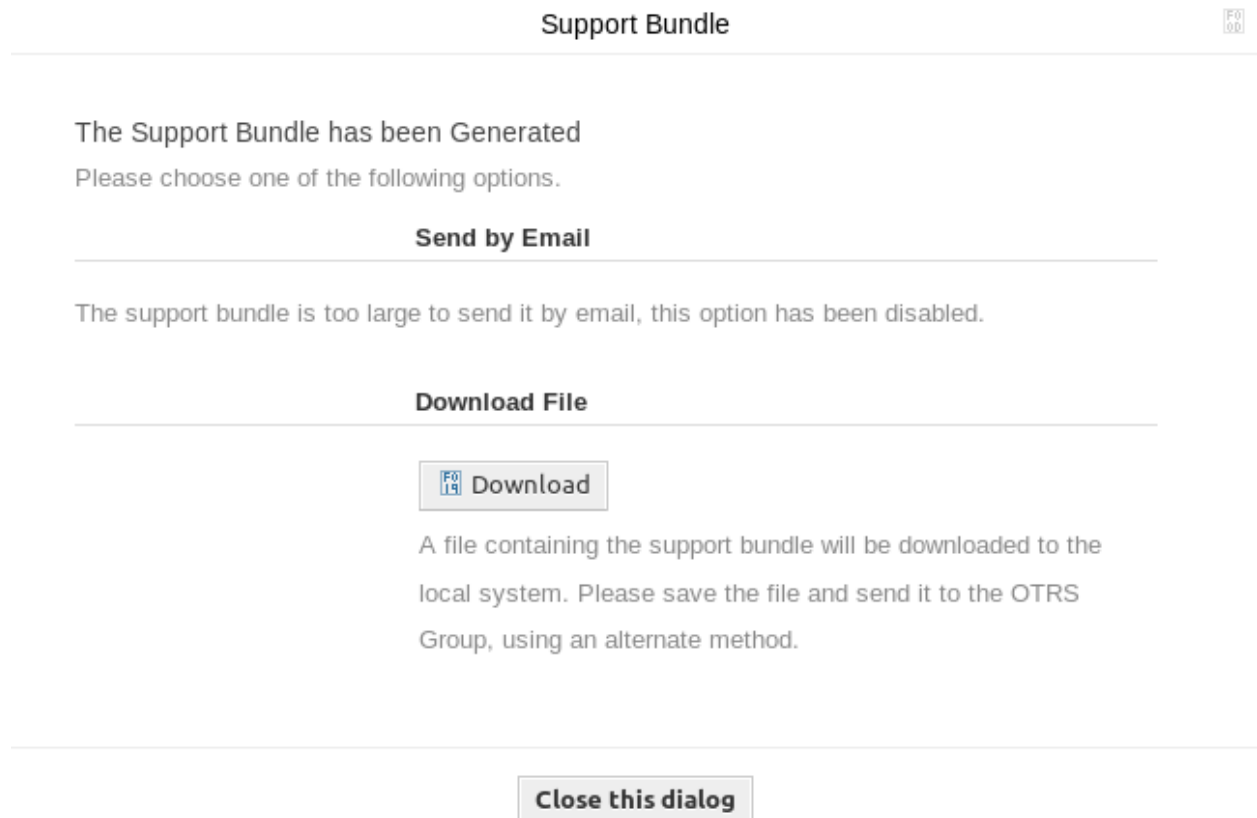 Support Bundle
The Support Bundle has been Generated
Please choose one of the following options.
Send by Email
The support bundle is too large to send it by email, this option has been disabled.
Download File
Download
A file containing the support bundle will be downloaded to the
local system. Please save the file and send it to the OTRS
Group, using an alternate method.
Close this dialog